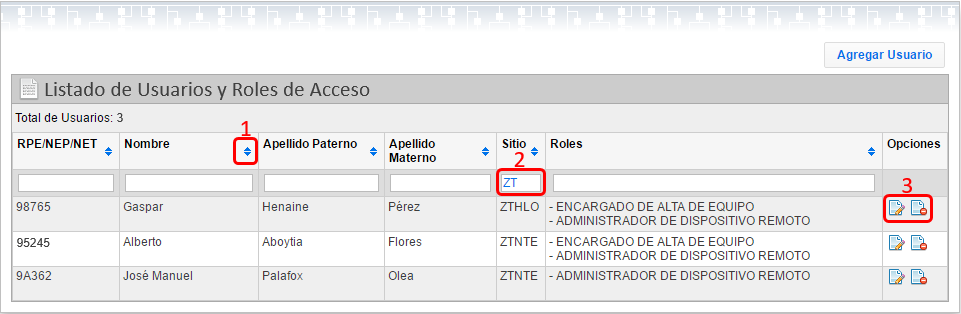 Agregar Usuario
Listado de Usuarios y Roles de Acceso
Total de Usuarios: 3
1
RPE/NEP/NET Nombre Apellido Paterno Apellido Materno Sitio Roles Opciones
2
ZT
3
98765 Gaspar Henaine Pérez ZTHLO - ENCARGADO DE ALTA DE EQUIPO
- ADMINISTRADOR DE DISPOSITIVO REMOTO
95245 Alberto Aboytia Flores ZTNTE - ENCARGADO DE ALTA DE EQUIPO
- ADMINISTRADOR DE DISPOSITIVO REMOTO
9A362 José Manuel Palafox Olea ZTNTE - ADMINISTRADOR DE DISPOSITIVO REMOTO